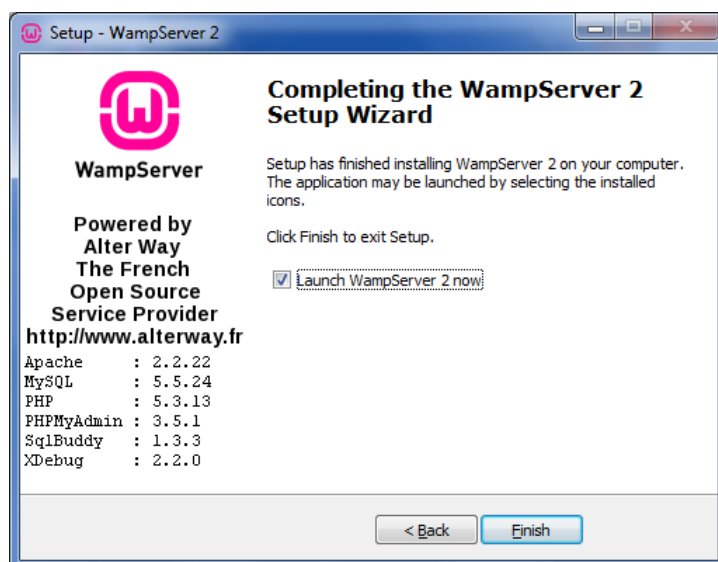 Setup - WampServer 2
WampServer
Powered by
Alter Way
The French
Open Source
Service Provider
http://www.alterway.fr
Apache : 2.2.22
MySQL : 5.5.24
PHP : 5.3.13
PHPMyAdmin : 3.5.1
SqlBuddy : 1.3.3
XDebug : 2.2.0
Completing the WampServer 2
Setup Wizard
Setup has finished installing WampServer 2 on your computer.
The application may be launched by selecting the installed
icons.
Click Finish to exit Setup.
Launch WampServer 2 now
< Back
Finish